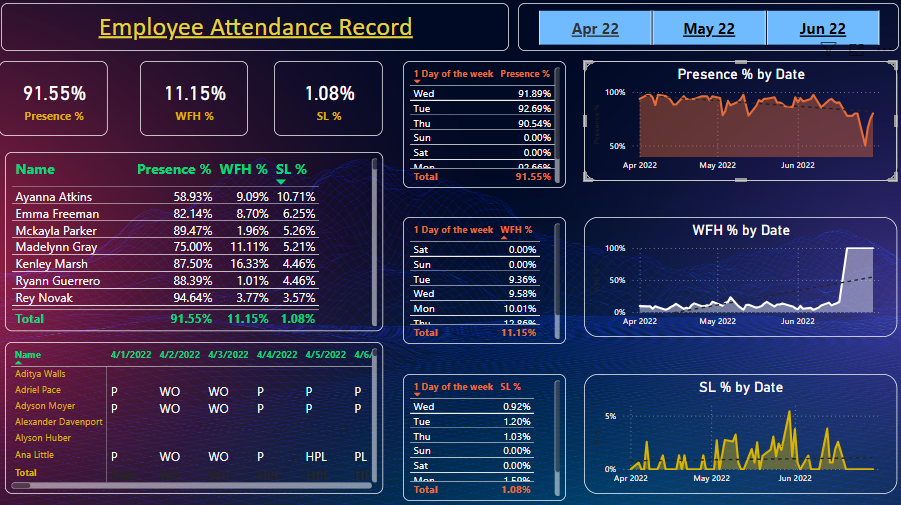 Employee Attendance Record
Apr 22 May 22 Jun 22
91.55%
Presence %
11.15%
WFH %
1.08%
SL %
Name Presence % WFH % SL %
Ayanna Atkins 58.93% 9.09% 10.71%
Emma Freeman 82.14% 8.70% 6.25%
Mckayla Parker 89.47% 1.96% 5.26%
Madelynn Gray 75.00% 11.11% 5.21%
Kenley Marsh 87.50% 16.33% 4.46%
Ryann Guerrero 88.39% 1.01% 4.46%
Rey Novak 94.64% 3.77% 3.57%
Total 91.55% 11.15% 1.08%
Name 4/1/2022 4/2/2022 4/3/2022 4/4/2022 4/5/2022 4/6/
Aditya Walls
Adriel Pace P WO WO P P P
Adyson Moyer P WO WO P P P
Alexander Davenport
Alyson Huber
Ana Little P WO WO P HPL PL
Total
1 Day of the week Presence %
Wed 91.89%
Tue 92.69%
Thu 90.54%
Sun 0.00%
Sat 0.00%
Mon 92.66%
Total 91.55%
1 Day of the week WFH %
Sat 0.00%
Sun 0.00%
Tue 9.36%
Wed 9.58%
Mon 10.01%
Thu 12.86%
Total 11.15%
1 Day of the week SL %
Wed 0.92%
Tue 1.20%
Thu 1.03%
Sun 0.00%
Sat 0.00%
Mon 1.59%
Total 1.08%
Presence % by Date
100%
50%
Apr 2022 May 2022 Jun 2022
WFH % by Date
100%
50%
0%
Apr 2022 May 2022 Jun 2022
SL % by Date
5%
0%
Apr 2022 May 2022 Jun 2022